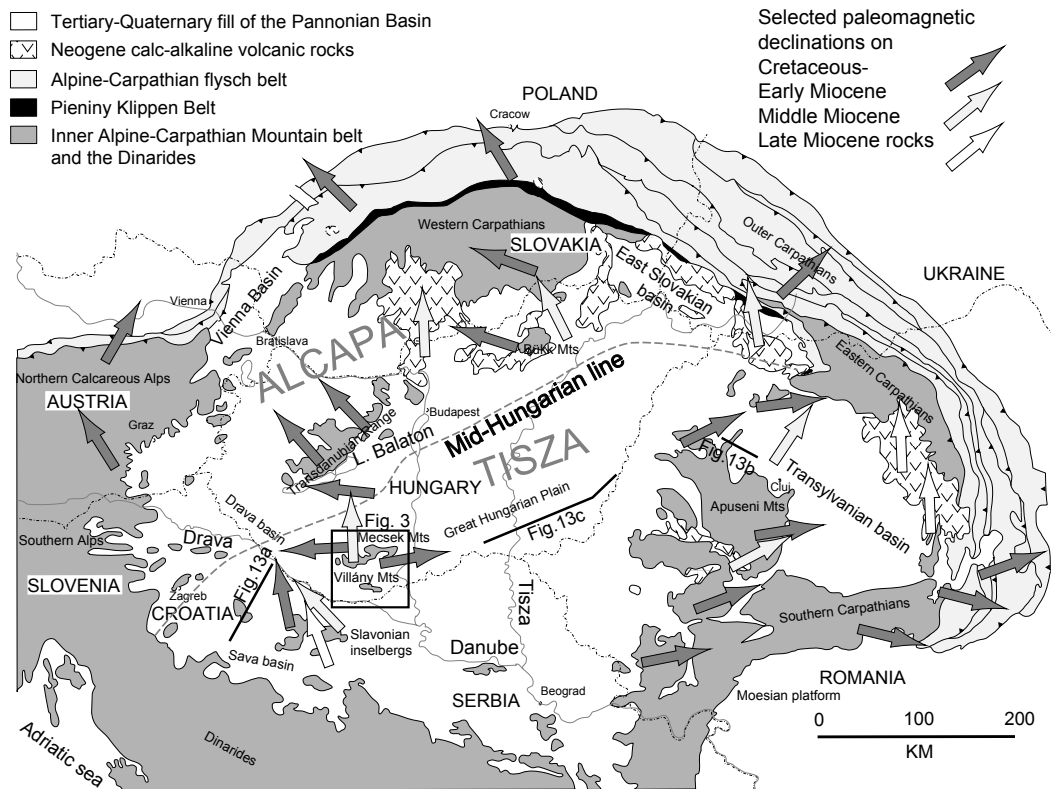 Tertiary-Quaternary fill of the Pannonian Basin
Neogene calc-alkaline volcanic rocks
Alpine-Carpathian flysch belt
Pieniny Klippen Belt
Inner Alpine-Carpathian Mountain belt
and the Dinarides
Selected paleomagnetic
declinations on
Cretaceous-
Early Miocene
Middle Miocene
Late Miocene rocks
POLAND
Cracow
Western Carpathians
SLOVAKIA
Outer Carpathians
UKRAINE
East Slovakian
basin
Vienna
Vienna Basin
Bratislava
ALCAPA
Bükk Mts
Northern Calcareous Alps
AUSTRIA
Graz
Eastern Carpathians
Budapest
Mid-Hungarian line
Transdanubian Range
L. Balaton
TISZA
HUNGARY
Fig.13b
Transylvanian basin
Cluj
Apuseni Mts
Great Hungarian Plain
Fig.13c
Drava basin
Fig. 3
Mecsek Mts
Southern Alps
Drava
Villány Mts
SLOVENIA
Fig.13a
Zagreb
CROATIA
Tisza
Southern Carpathians
Slavonian
inselbergs
Sava basin
Danube
ROMANIA
Beograd
Moesian platform
SERBIA
Adriatic sea
Dinarides
0 100 200
KM